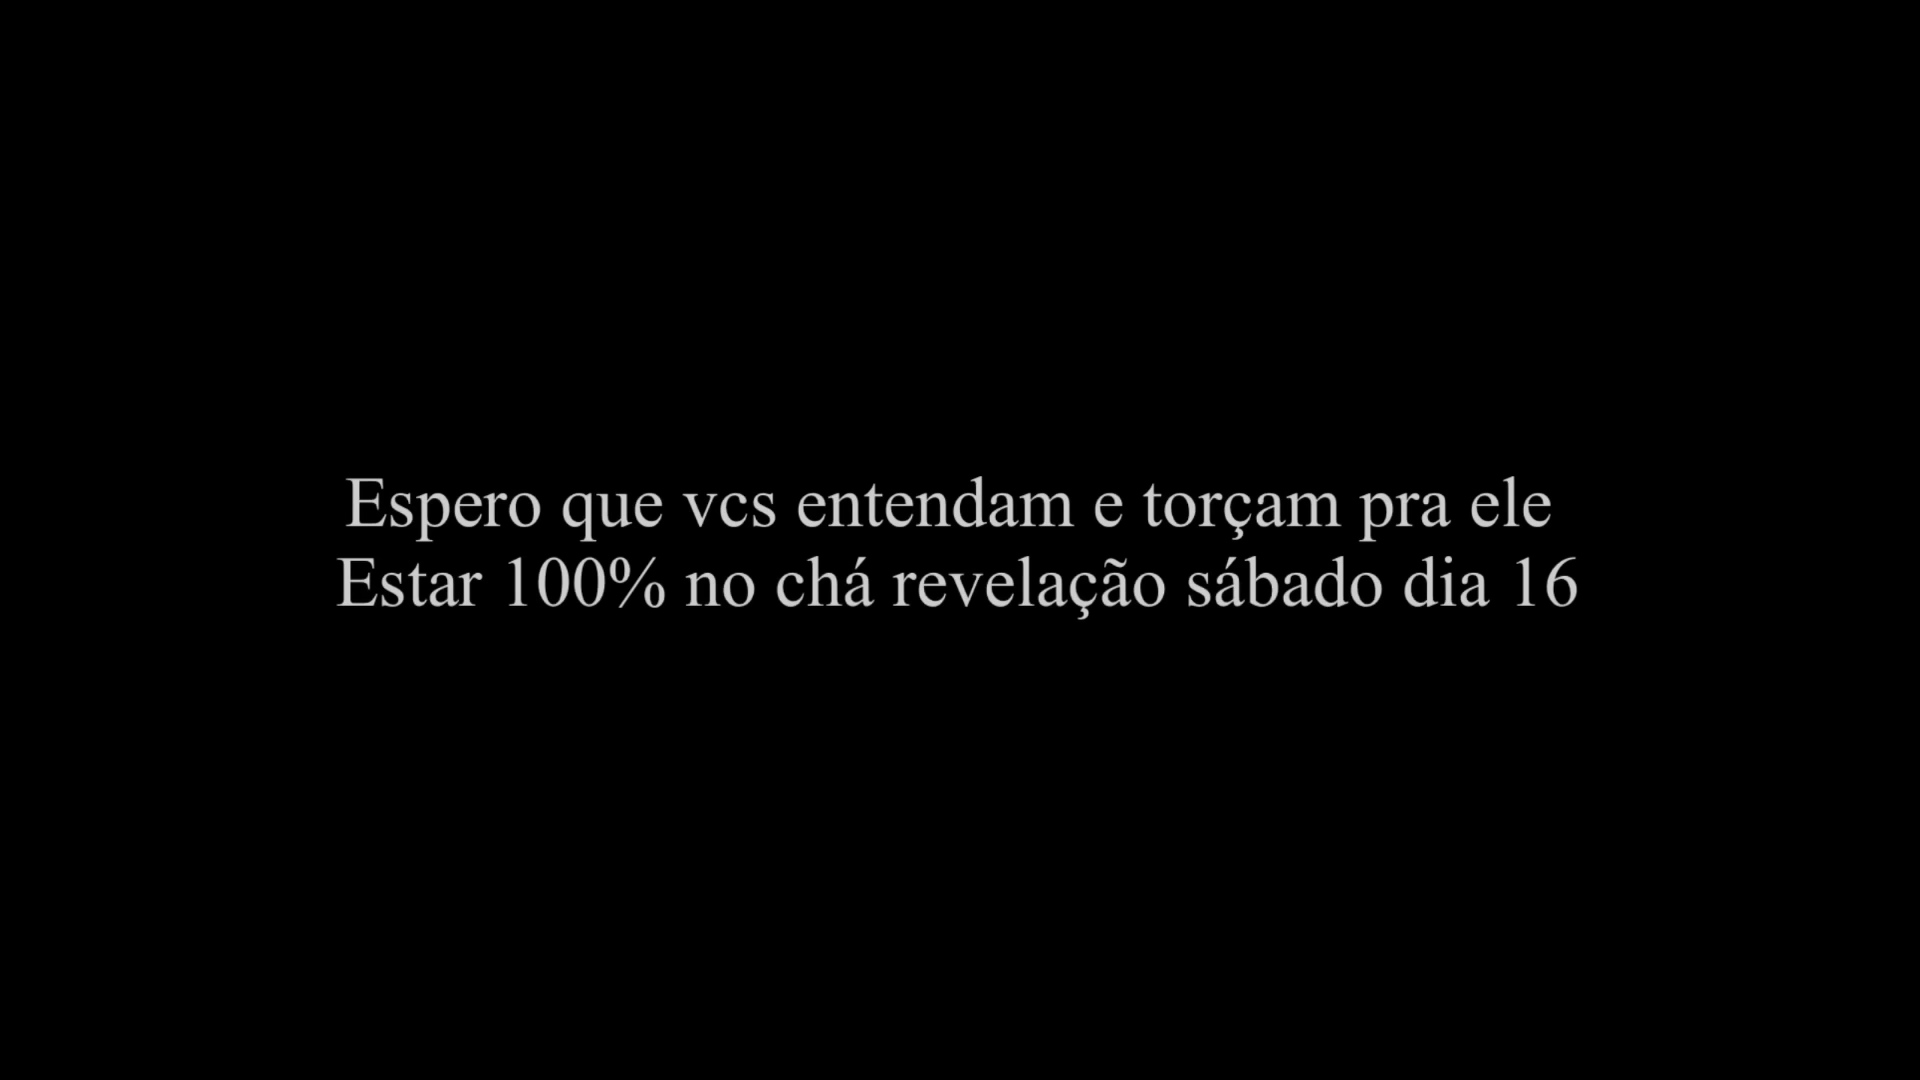 Espero que vcs entendam e torçam pra ele
Estar 100% no chá revelação sábado dia 16